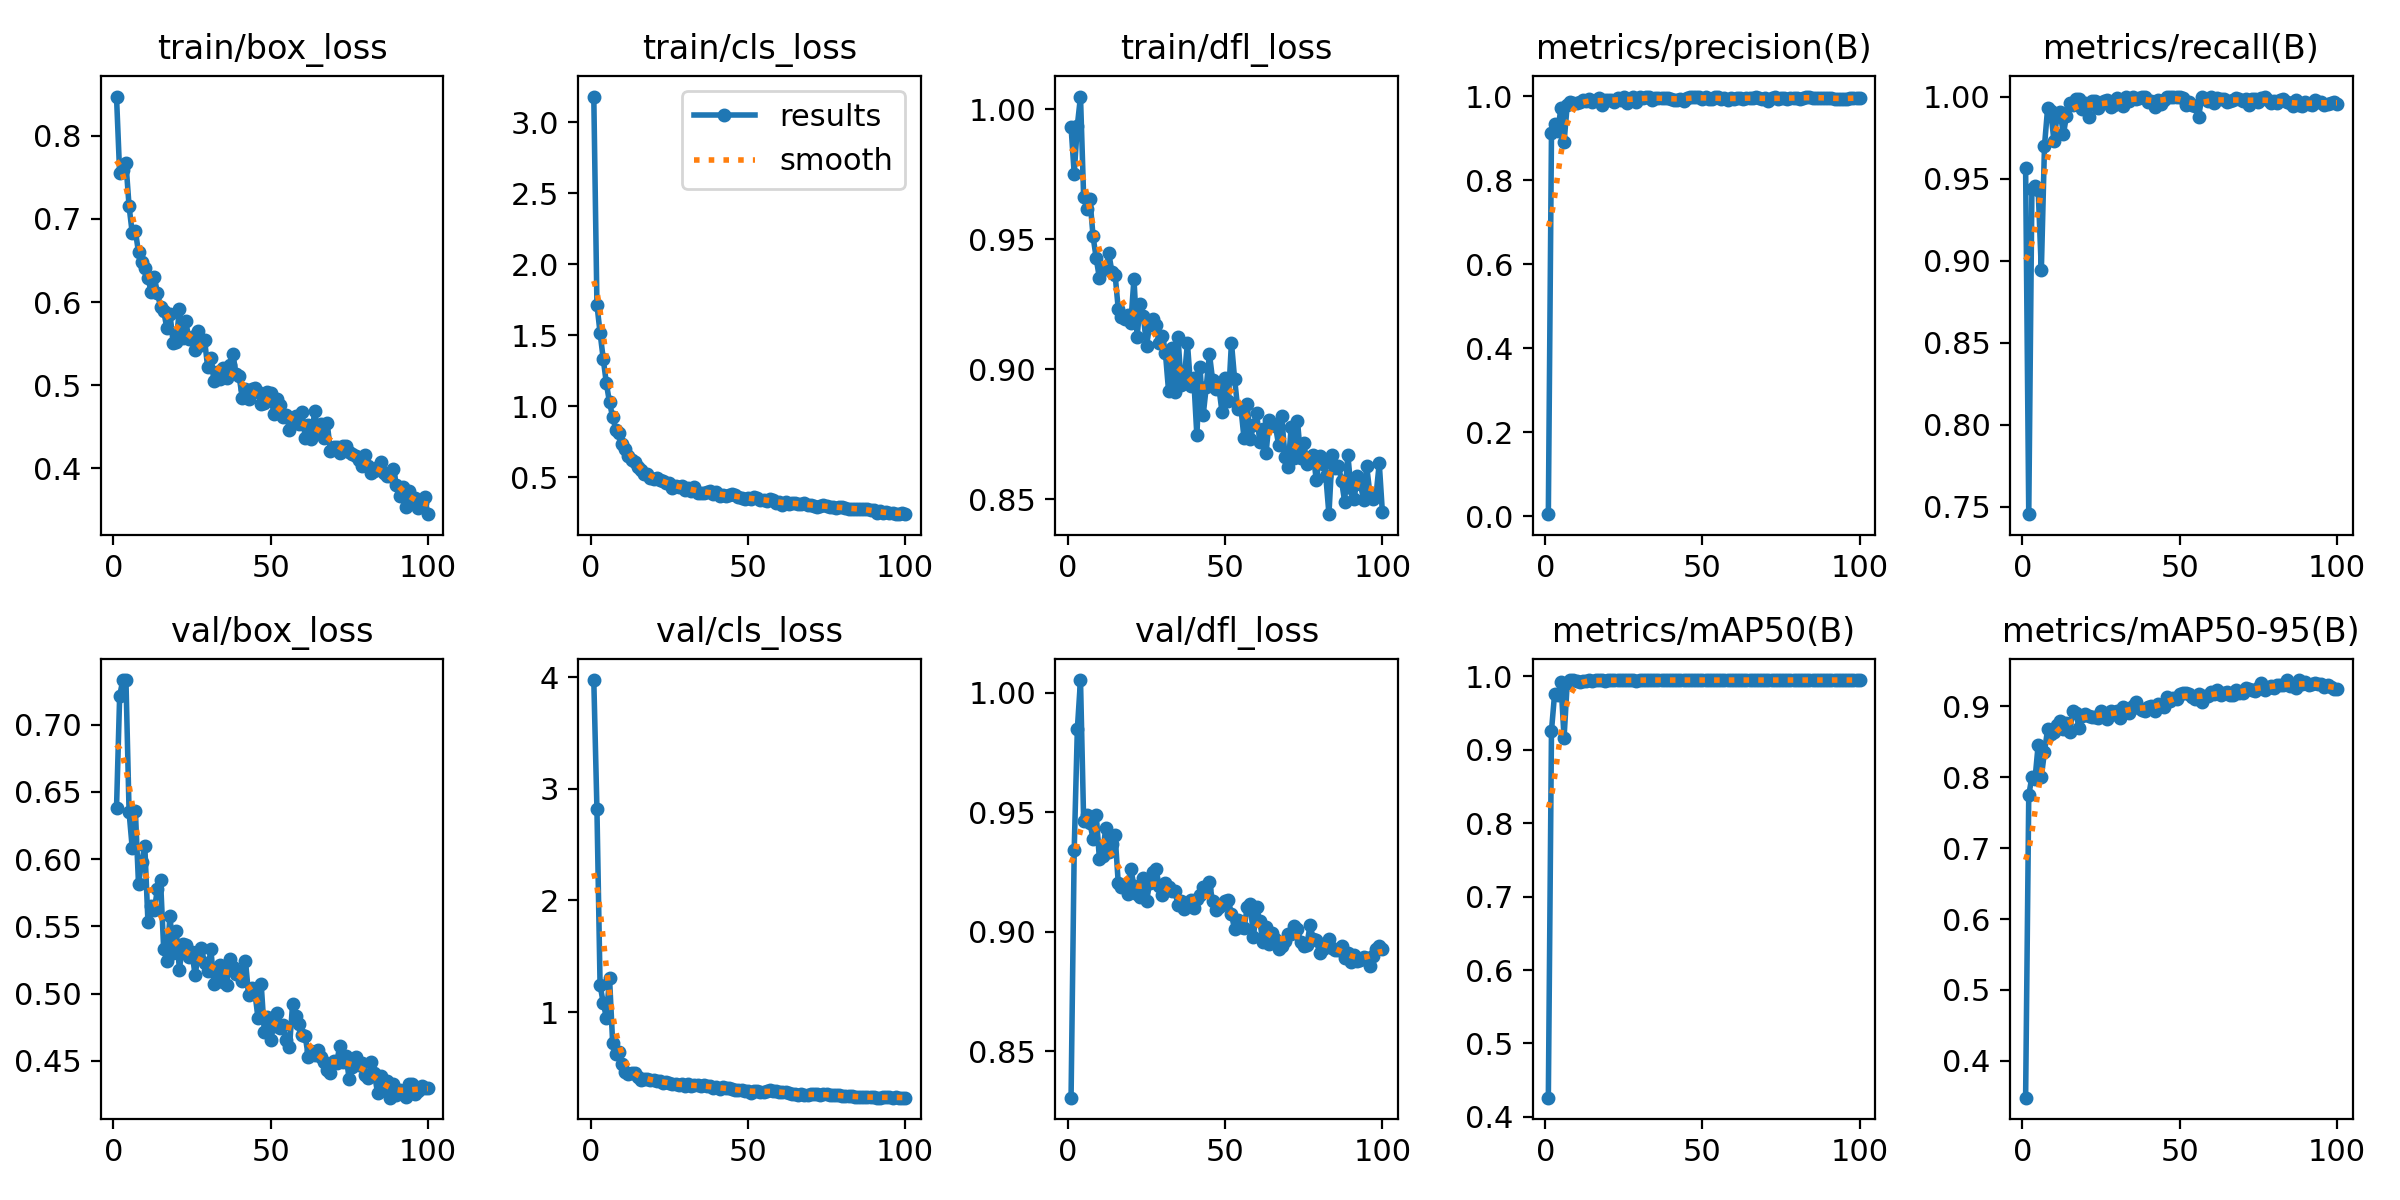 train/box_loss
0.8
0.7
0.6
0.5
0.4
0 50 100
train/cls_loss
results
smooth
3.0
2.5
2.0
1.5
1.0
0.5
0 50 100
train/dfl_loss
1.00
0.95
0.90
0.85
0 50 100
metrics/precision(B)
1.0
0.8
0.6
0.4
0.2
0.0
0 50 100
metrics/recall(B)
1.00
0.95
0.90
0.85
0.80
0.75
0 50 100
val/box_loss
0.70
0.65
0.60
0.55
0.50
0.45
0 50 100
val/cls_loss
4
3
2
1
0 50 100
val/dfl_loss
1.00
0.95
0.90
0.85
0 50 100
metrics/mAP50(B)
1.0
0.9
0.8
0.7
0.6
0.5
0.4
0 50 100
metrics/mAP50-95(B)
0.9
0.8
0.7
0.6
0.5
0.4
0 50 100